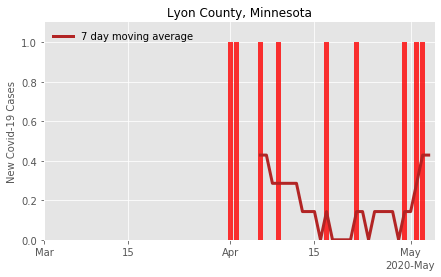 Lyon County, Minnesota
7 day moving average
New Covid-19 Cases
1.0
0.8
0.6
0.4
0.2
0.0
Mar 15 Apr 15 May
2020-May